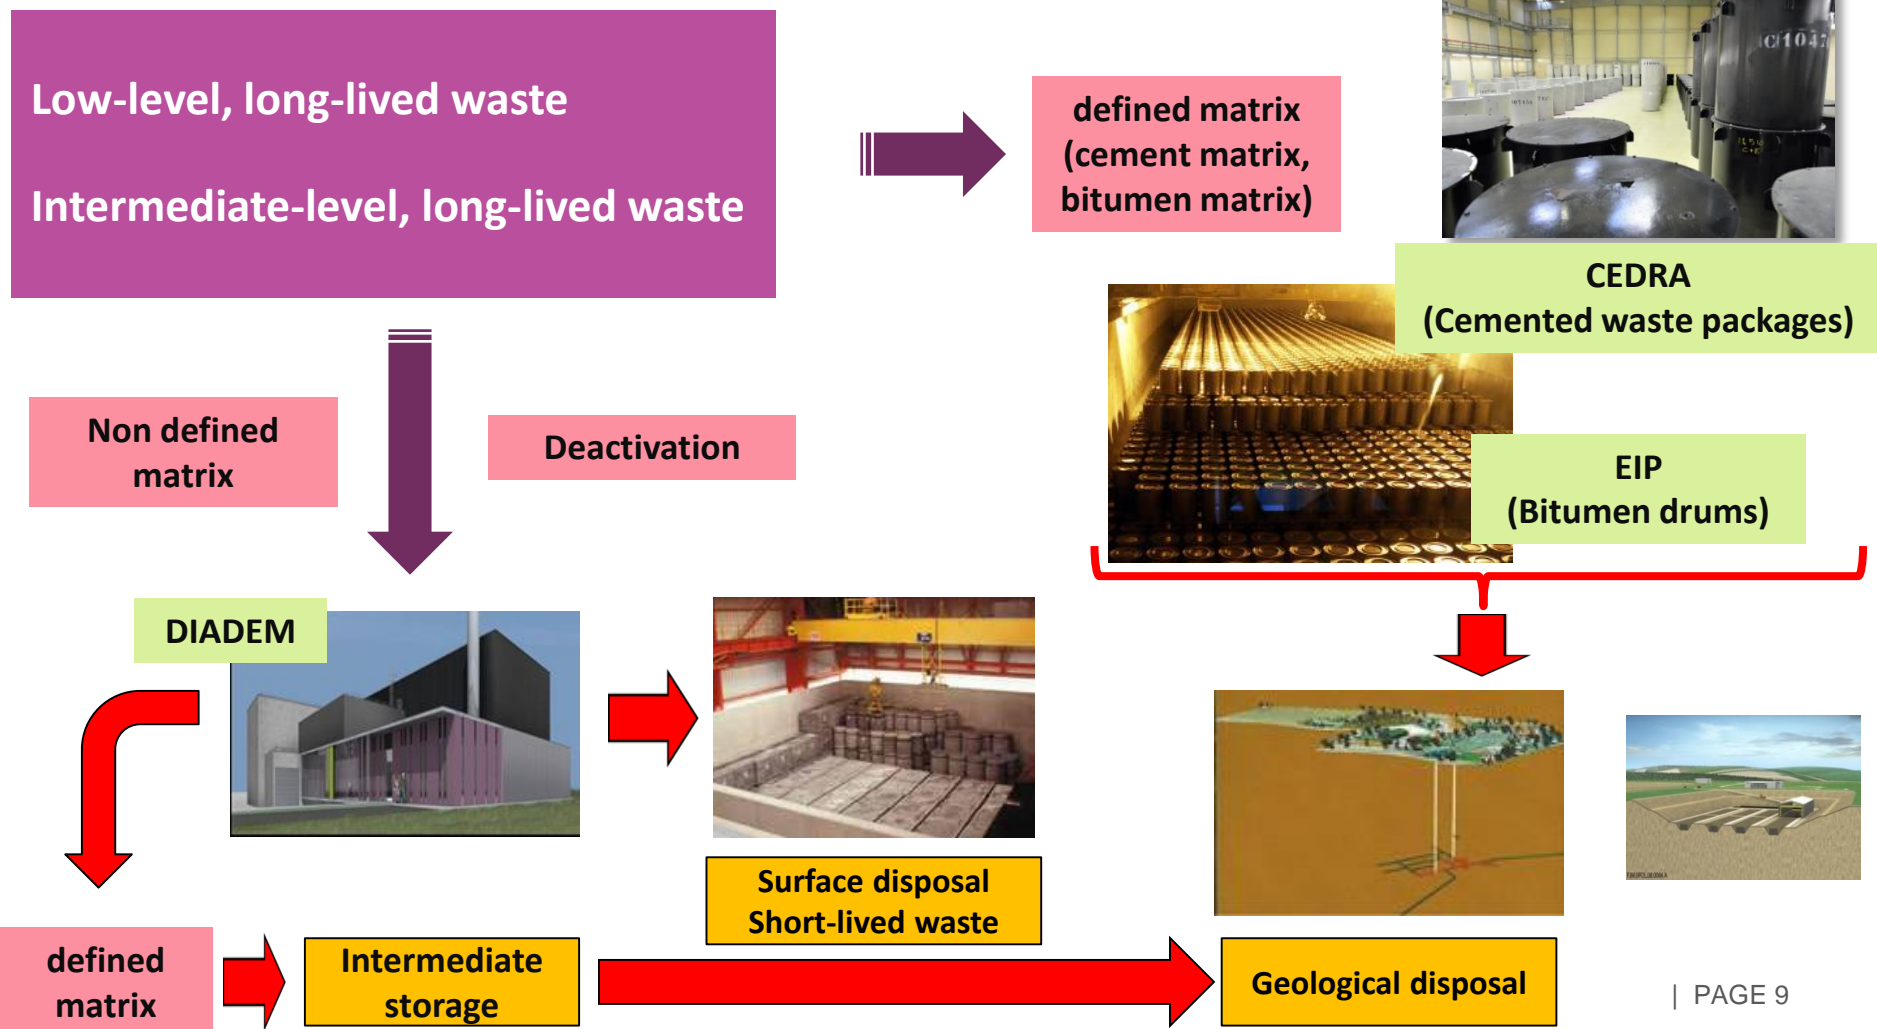 Low-level, long-lived waste
Intermediate-level, long-lived waste
defined matrix
(cement matrix,
bitumen matrix)
CEDRA
(Cemented waste packages)
EIP
(Bitumen drums)
Non defined
matrix
Deactivation
DIADEM
Surface disposal
Short-lived waste
defined
matrix
Intermediate
storage
Geological disposal
| PAGE 9